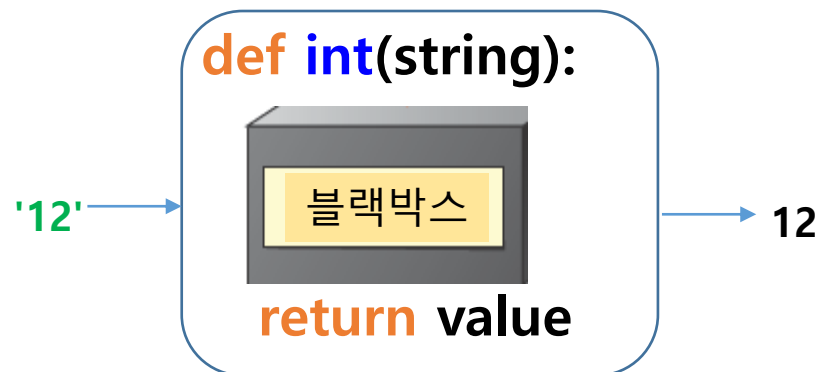 def int(string):
블랙박스
'12'
12
return value